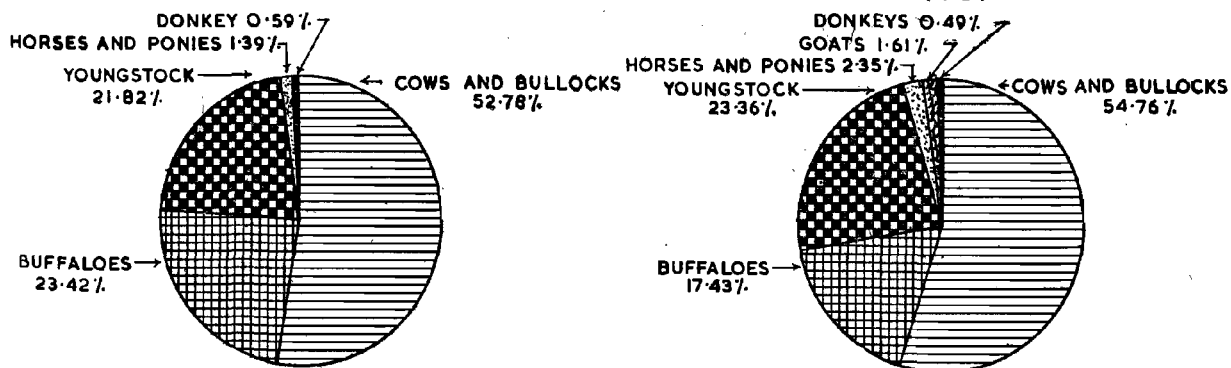 DONKEY 0·59%
HORSES AND PONIES 1·39%
YOUNGSTOCK
21·82%
COWS AND BULLOCKS
52·78%
BUFFALOES
23·42%
DONKEYS 0·49%
GOATS 1·61%
HORSES AND PONIES 2·35%
YOUNGSTOCK
23·36%
COWS AND BULLOCKS
54·76%
BUFFALOES
17·43%